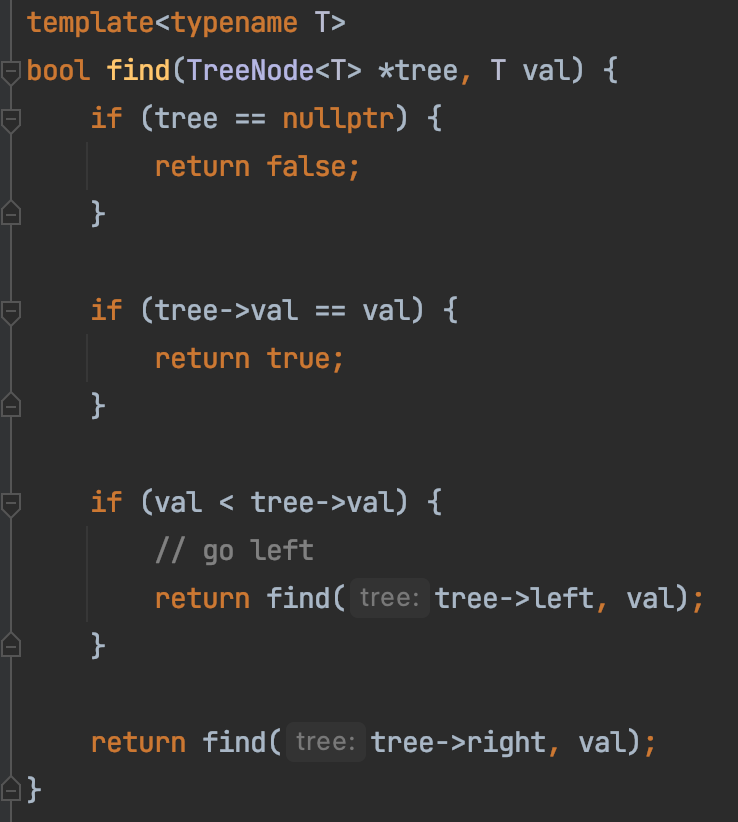 template<typename T>
bool find(TreeNode<T> *tree, T val) {
    if (tree == nullptr) {
        return false;
    }
    if (tree->val == val) {
        return true;
    }
    if (val < tree->val) {
        // go left
        return find( tree: tree->left, val);
    }
    return find( tree: tree->right, val);
}